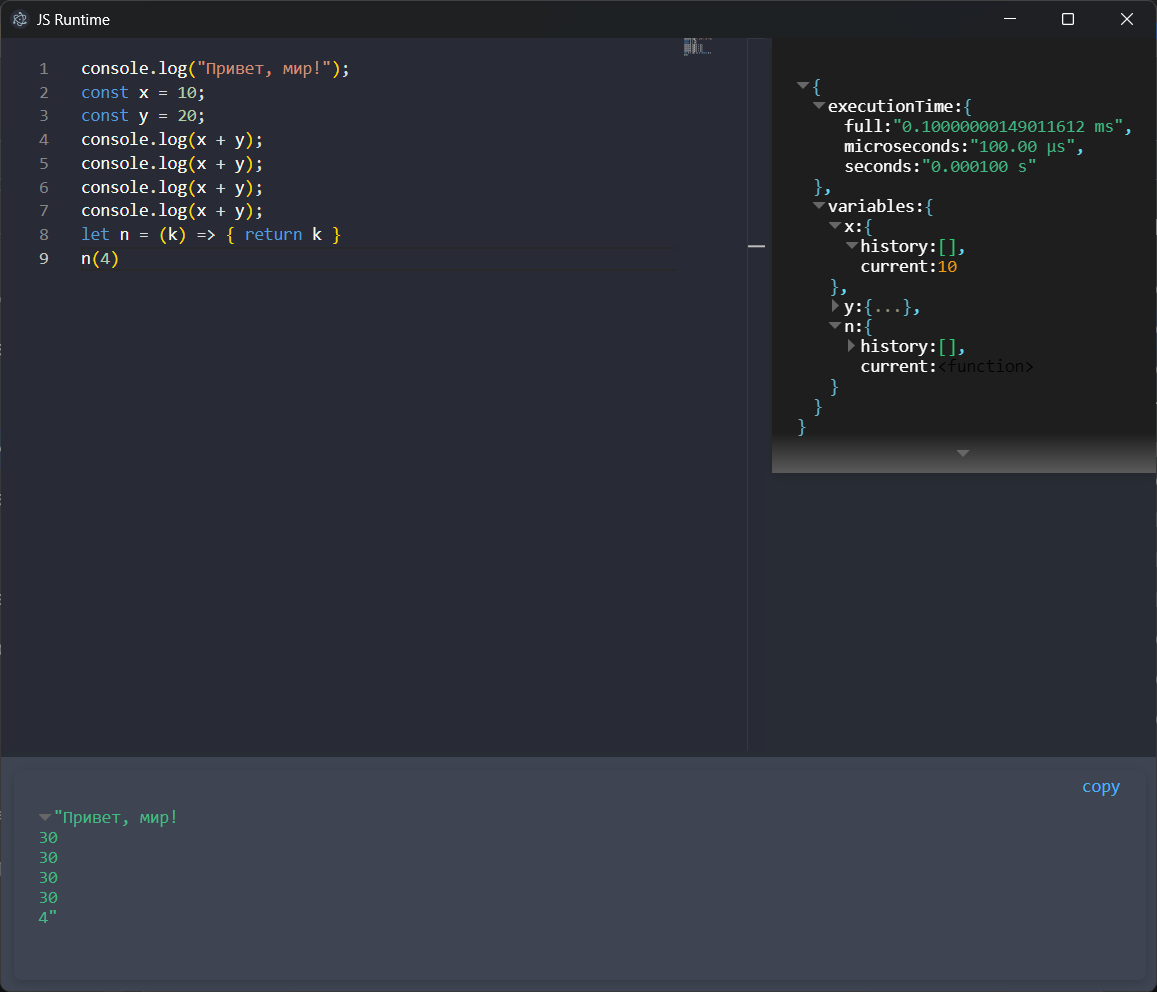 JS Runtime
1 console.log("Привет, мир!");
2 const x = 10;
3 const y = 20;
4 console.log(x + y);
5 console.log(x + y);
6 console.log(x + y);
7 console.log(x + y);
8 let n = (k) => { return k }
9 n(4)
{
executionTime:{
full:"0.10000000149011612 ms",
microseconds:"100.00 μs",
seconds:"0.000100 s"
},
variables:{
x:{
history:[],
current:10
},
y:{...},
n:{
history:[],
current:<function>
}
}
}
copy
"Привет, мир!
30
30
30
30
4"